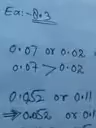 Ex:- 8.3
0.07 or 0.02
0.07 > 0.02
0.052 or 0.11
⇒ 0.052 or 0.11